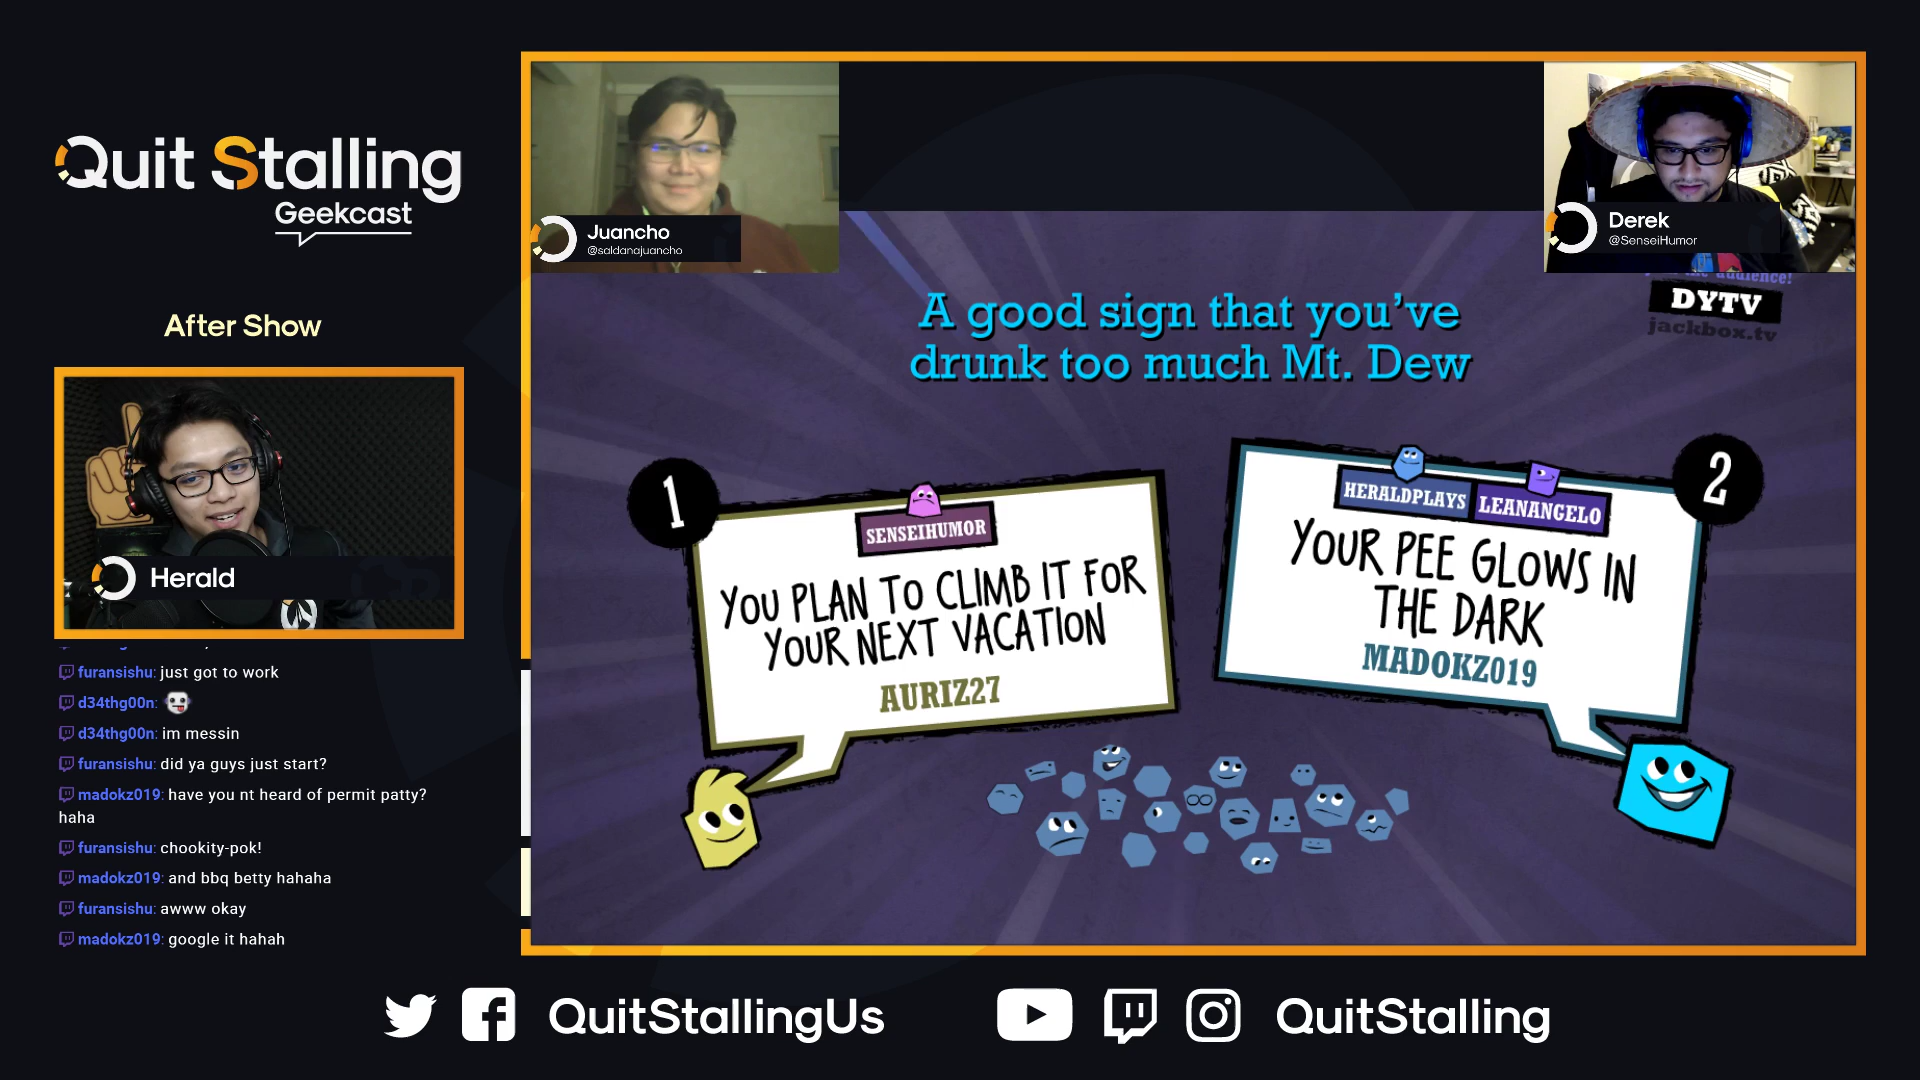 Quit Stalling
Geekcast
After Show
Herald
furansishu: just got to work
d34thg00n:
d34thg00n: im messin
furansishu: did ya guys just start?
madokz019: have you nt heard of permit patty?
haha
furansishu: chookity-pok!
madokz019: and bbq betty hahaha
furansishu: awww okay
madokz019: google it hahah
Juancho
@saldanajuancho
Derek
@SenseiHumor
audience!
DYTV
jackbox.tv
A good sign that you've
drunk too much Mt. Dew
1
SENSEIHUMOR
YOU PLAN TO CLIMB IT FOR
YOUR NEXT VACATION
AURIZ27
2
HERALDPLAYS LEANANGELO
YOUR PEE GLOWS IN
THE DARK
MADOKZ019
QuitStallingUs
QuitStalling